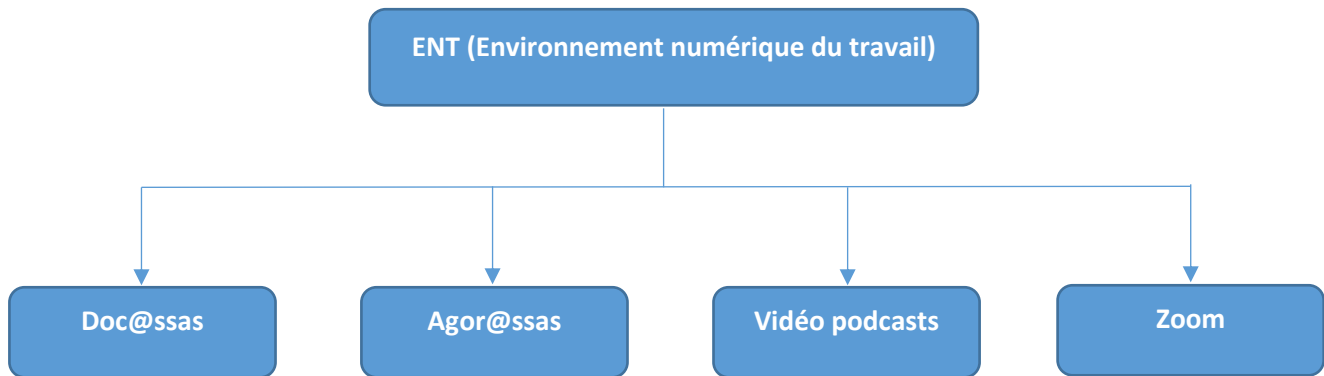 ENT (Environnement numérique du travail)
Doc@ssas
Agor@ssas
Vidéo podcasts
Zoom